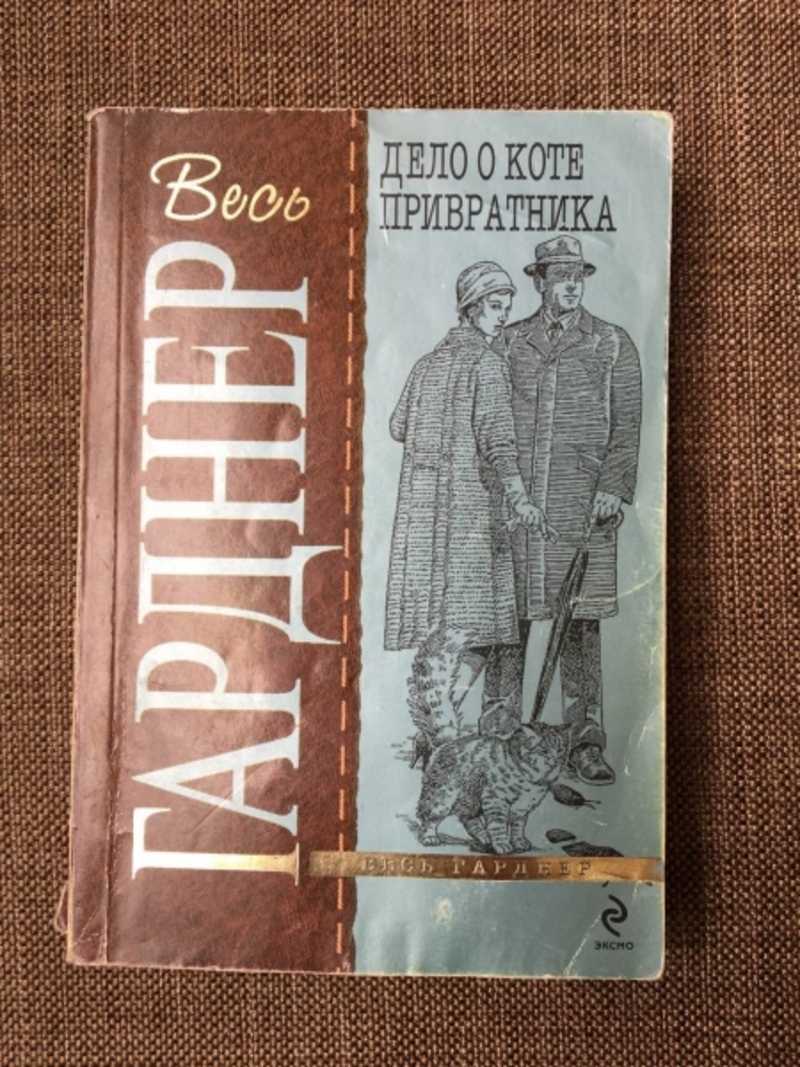 Весь
ГАРДНЕР
ДЕЛО О КОТЕ
ПРИВРАТНИКА
ВЕСЬ ГАРДНЕР
ЭКСМО